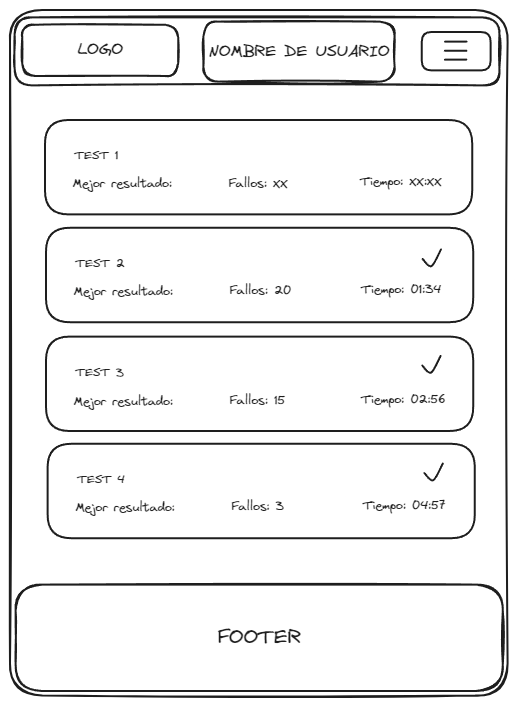 LOGO NOMBRE DE USUARIO
TEST 1
Mejor resultado: Fallos: XX Tiempo: XX:XX
TEST 2
Mejor resultado: Fallos: 20 Tiempo: 01:34
TEST 3
Mejor resultado: Fallos: 15 Tiempo: 02:56
TEST 4
Mejor resultado: Fallos: 3 Tiempo: 04:57
FOOTER